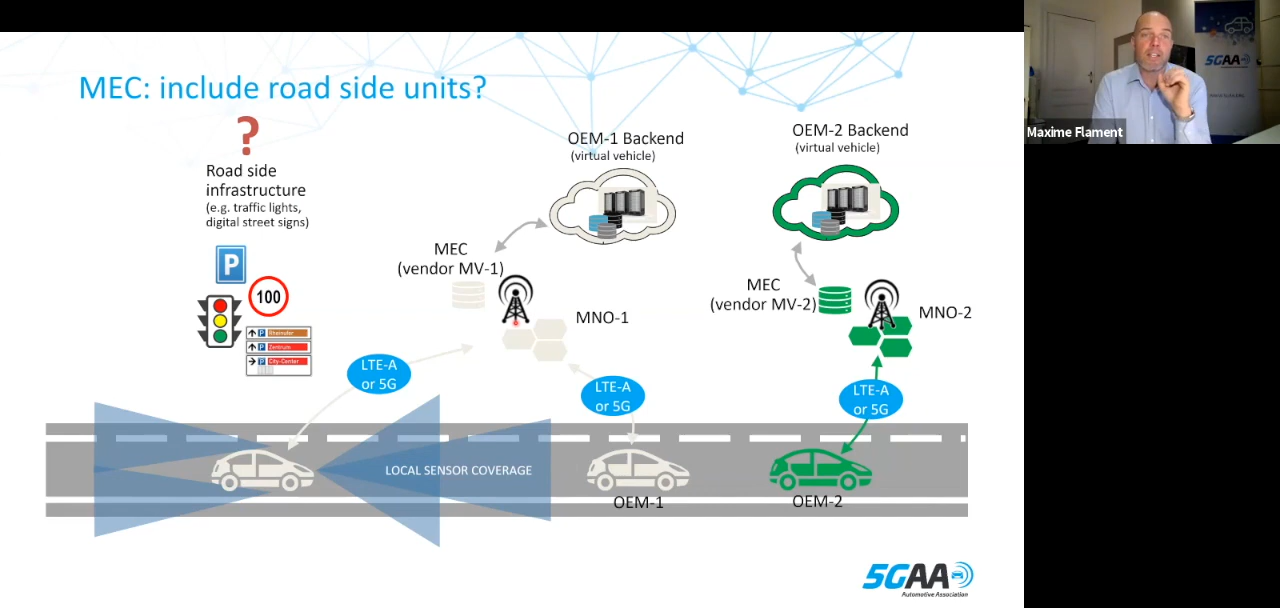 MEC: include road side units?
?
Road side
infrastructure
(e.g. traffic lights,
digital street signs)
P
100
P Rheinufer
P Zentrum
P City-Center
OEM-1 Backend
(virtual vehicle)
OEM-2 Backend
(virtual vehicle)
MEC
(vendor MV-1)
MNO-1
MEC
(vendor MV-2)
MNO-2
LTE-A
or 5G
LTE-A
or 5G
LTE-A
or 5G
LOCAL SENSOR COVERAGE
OEM-1
OEM-2
5GAA
Automotive Association
5GAA
Maxime Flament